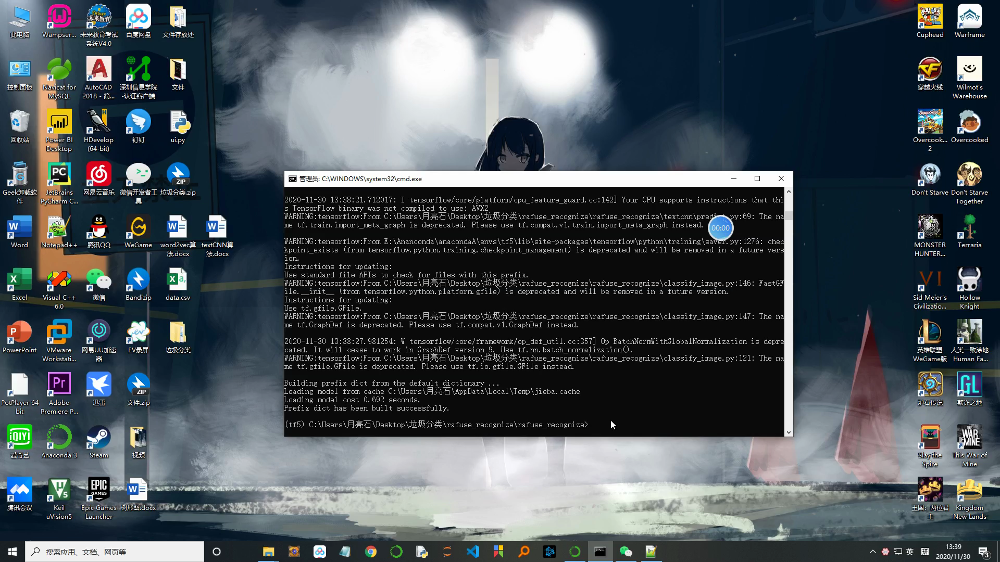 此电脑
Wampser...
未来教育考试
系统V4.0
百度网盘
文件存放处
控制面板
Navicat for
MySQL
AutoCAD
2018 - 简...
深圳信息学院
-认证客户端
文件
回收站
Power BI
Desktop
HDevelop
(64-bit)
钉钉
ui.py
Geek卸载软
件
JetBrains
PyCharm C...
网易云音乐
微信开发者工
具
垃圾分类.zip
Word
Notepad++
腾讯QQ
WeGame
word2vec算
法.docx
textCNN算
法.docx
Excel
Visual C++
6.0
微信
Bandizip
data.csv
PowerPoint
VMware
Workstati...
网易UU加速
器
EV录屏
垃圾分类
PotPlayer 64
bit
Adobe
Premiere P...
迅雷
文件.zip
爱奇艺
Anaconda 3
Steam
视频
腾讯会议
Keil
uVision5
Epic Games
Launcher
树形图.docx
管理员: C:\WINDOWS\system32\cmd.exe
2020-11-30 13:38:21.712017: I tensorflow/core/platform/cpu_feature_guard.cc:142] Your CPU supports instructions that thi
s TensorFlow binary was not compiled to use: AVX2
WARNING:tensorflow:From C:\Users\月亮石\Desktop\垃圾分类\rafuse_recognize\rafuse_recognize\textcnn\predict.py:69: The na
me tf.train.import_meta_graph is deprecated. Please use tf.compat.v1.train.import_meta_graph instead.
00:00
WARNING:tensorflow:From E:\Ananconda\anacondaA\envs\tf5\lib\site-packages\tensorflow\python\training\saver.py:1276: chec
kpoint_exists (from tensorflow.python.training.checkpoint_management) is deprecated and will be removed in a future vers
ion.
Instructions for updating:
Use standard file APIs to check for files with this prefix.
WARNING:tensorflow:From C:\Users\月亮石\Desktop\垃圾分类\rafuse_recognize\rafuse_recognize\classify_image.py:146: FastGF
ile.__init__ (from tensorflow.python.platform.gfile) is deprecated and will be removed in a future version.
Instructions for updating:
Use tf.gfile.GFile.
WARNING:tensorflow:From C:\Users\月亮石\Desktop\垃圾分类\rafuse_recognize\rafuse_recognize\classify_image.py:147: The na
me tf.GraphDef is deprecated. Please use tf.compat.v1.GraphDef instead.
2020-11-30 13:38:27.981254: W tensorflow/core/framework/op_def_util.cc:357] Op BatchNormWithGlobalNormalization is depre
cated. It will cease to work in GraphDef version 9. Use tf.nn.batch_normalization().
WARNING:tensorflow:From C:\Users\月亮石\Desktop\垃圾分类\rafuse_recognize\rafuse_recognize\classify_image.py:121: The na
me tf.gfile.GFile is deprecated. Please use tf.io.gfile.GFile instead.
Building prefix dict from the default dictionary ...
Loading model from cache C:\Users\月亮石\AppData\Local\Temp\jieba.cache
Loading model cost 0.692 seconds.
Prefix dict has been built successfully.
(tf5) C:\Users\月亮石\Desktop\垃圾分类\rafuse_recognize\rafuse_recognize>
Cuphead
Warframe
穿越火线
Wilmot's
Warehouse
Overcook...
2
Overcooked
Don't Starve
Don't Starve
Together
MONSTER
HUNTER...
Terraria
Sid Meier's
Civilizatio...
Hollow
Knight
英雄联盟
WeGame版
人类一败涂地
Human Fa...
炉石传说
欺诈之地
Slay the
Spire
This War of
Mine
王国：两位君
主
Kingdom
New Lands
搜索应用、文档、网页等
英
拼
13:39
2020/11/30
3